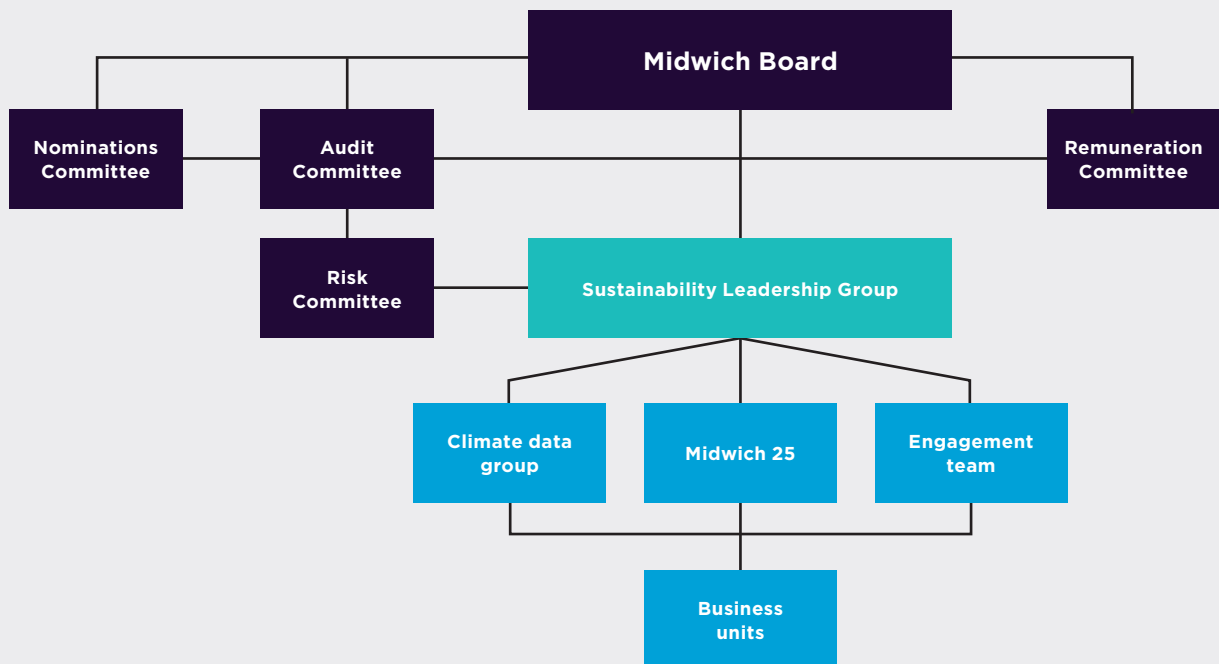 Midwich Board
Nominations
Committee
Audit
Committee
Remuneration
Committee
Risk
Committee
Sustainability Leadership Group
Climate data
group
Midwich 25
Engagement
team
Business
units